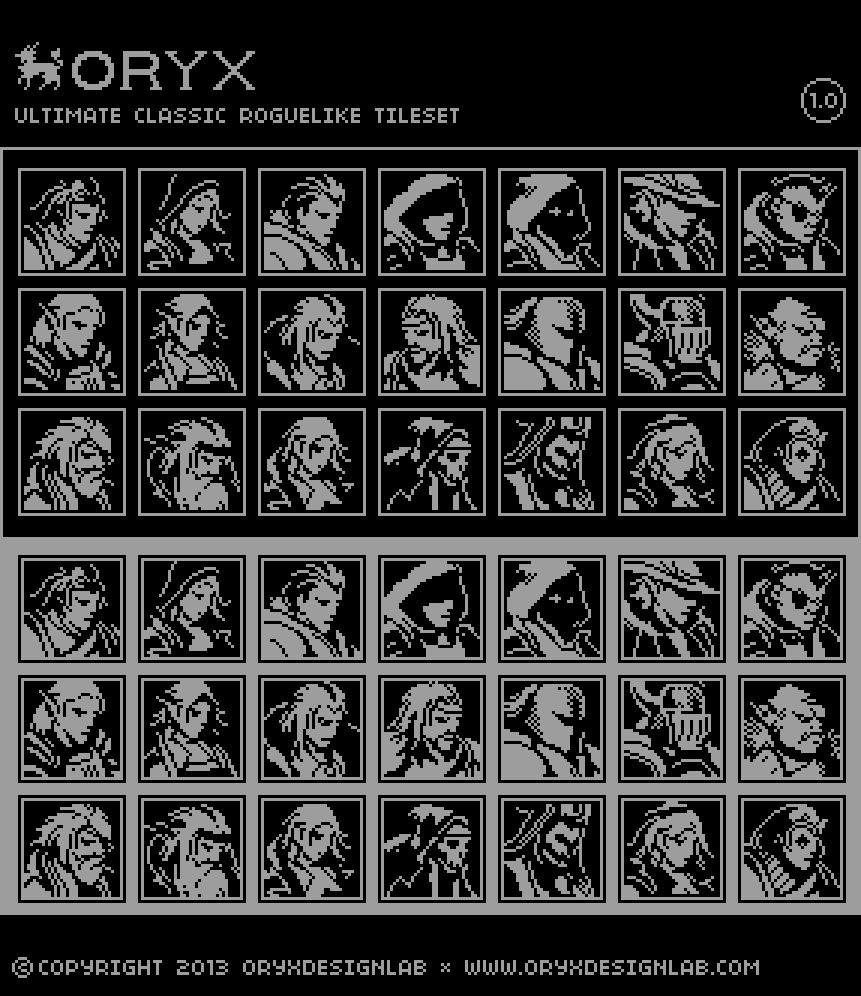 ORYX
ULTIMATE CLASSIC ROGUELIKE TILESET
1.0
©COPYRIGHT 2013 ORYXDESIGNLAB × WWW.ORYXDESIGNLAB.COM